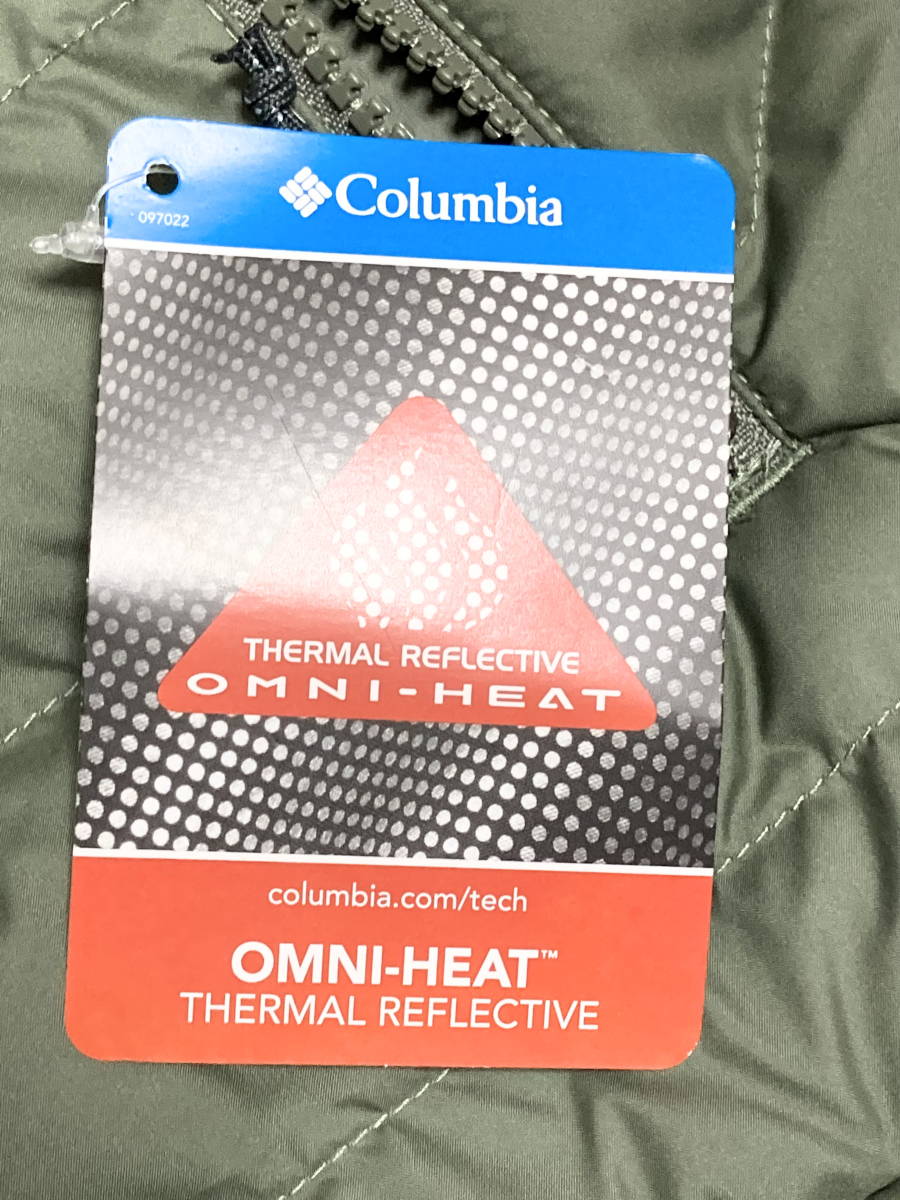 Columbia
097022
THERMAL REFLECTIVE
OMNI-HEAT
columbia.com/tech
OMNI-HEAT™
THERMAL REFLECTIVE